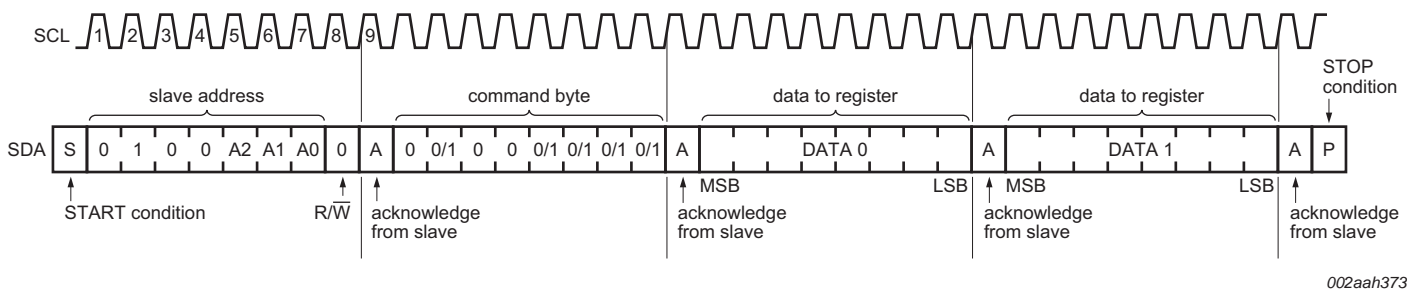 SCL 1 2 3 4 5 6 7 8 9
STOP
condition
slave address command byte data to register data to register
SDA S 0 1 0 0 A2 A1 A0 0 A 0 0/1 0 0 0/1 0/1 0/1 0/1 A DATA 0 A DATA 1 A P
MSB LSB MSB LSB
START condition R/W̅ acknowledge acknowledge acknowledge acknowledge
from slave from slave from slave from slave
002aah373